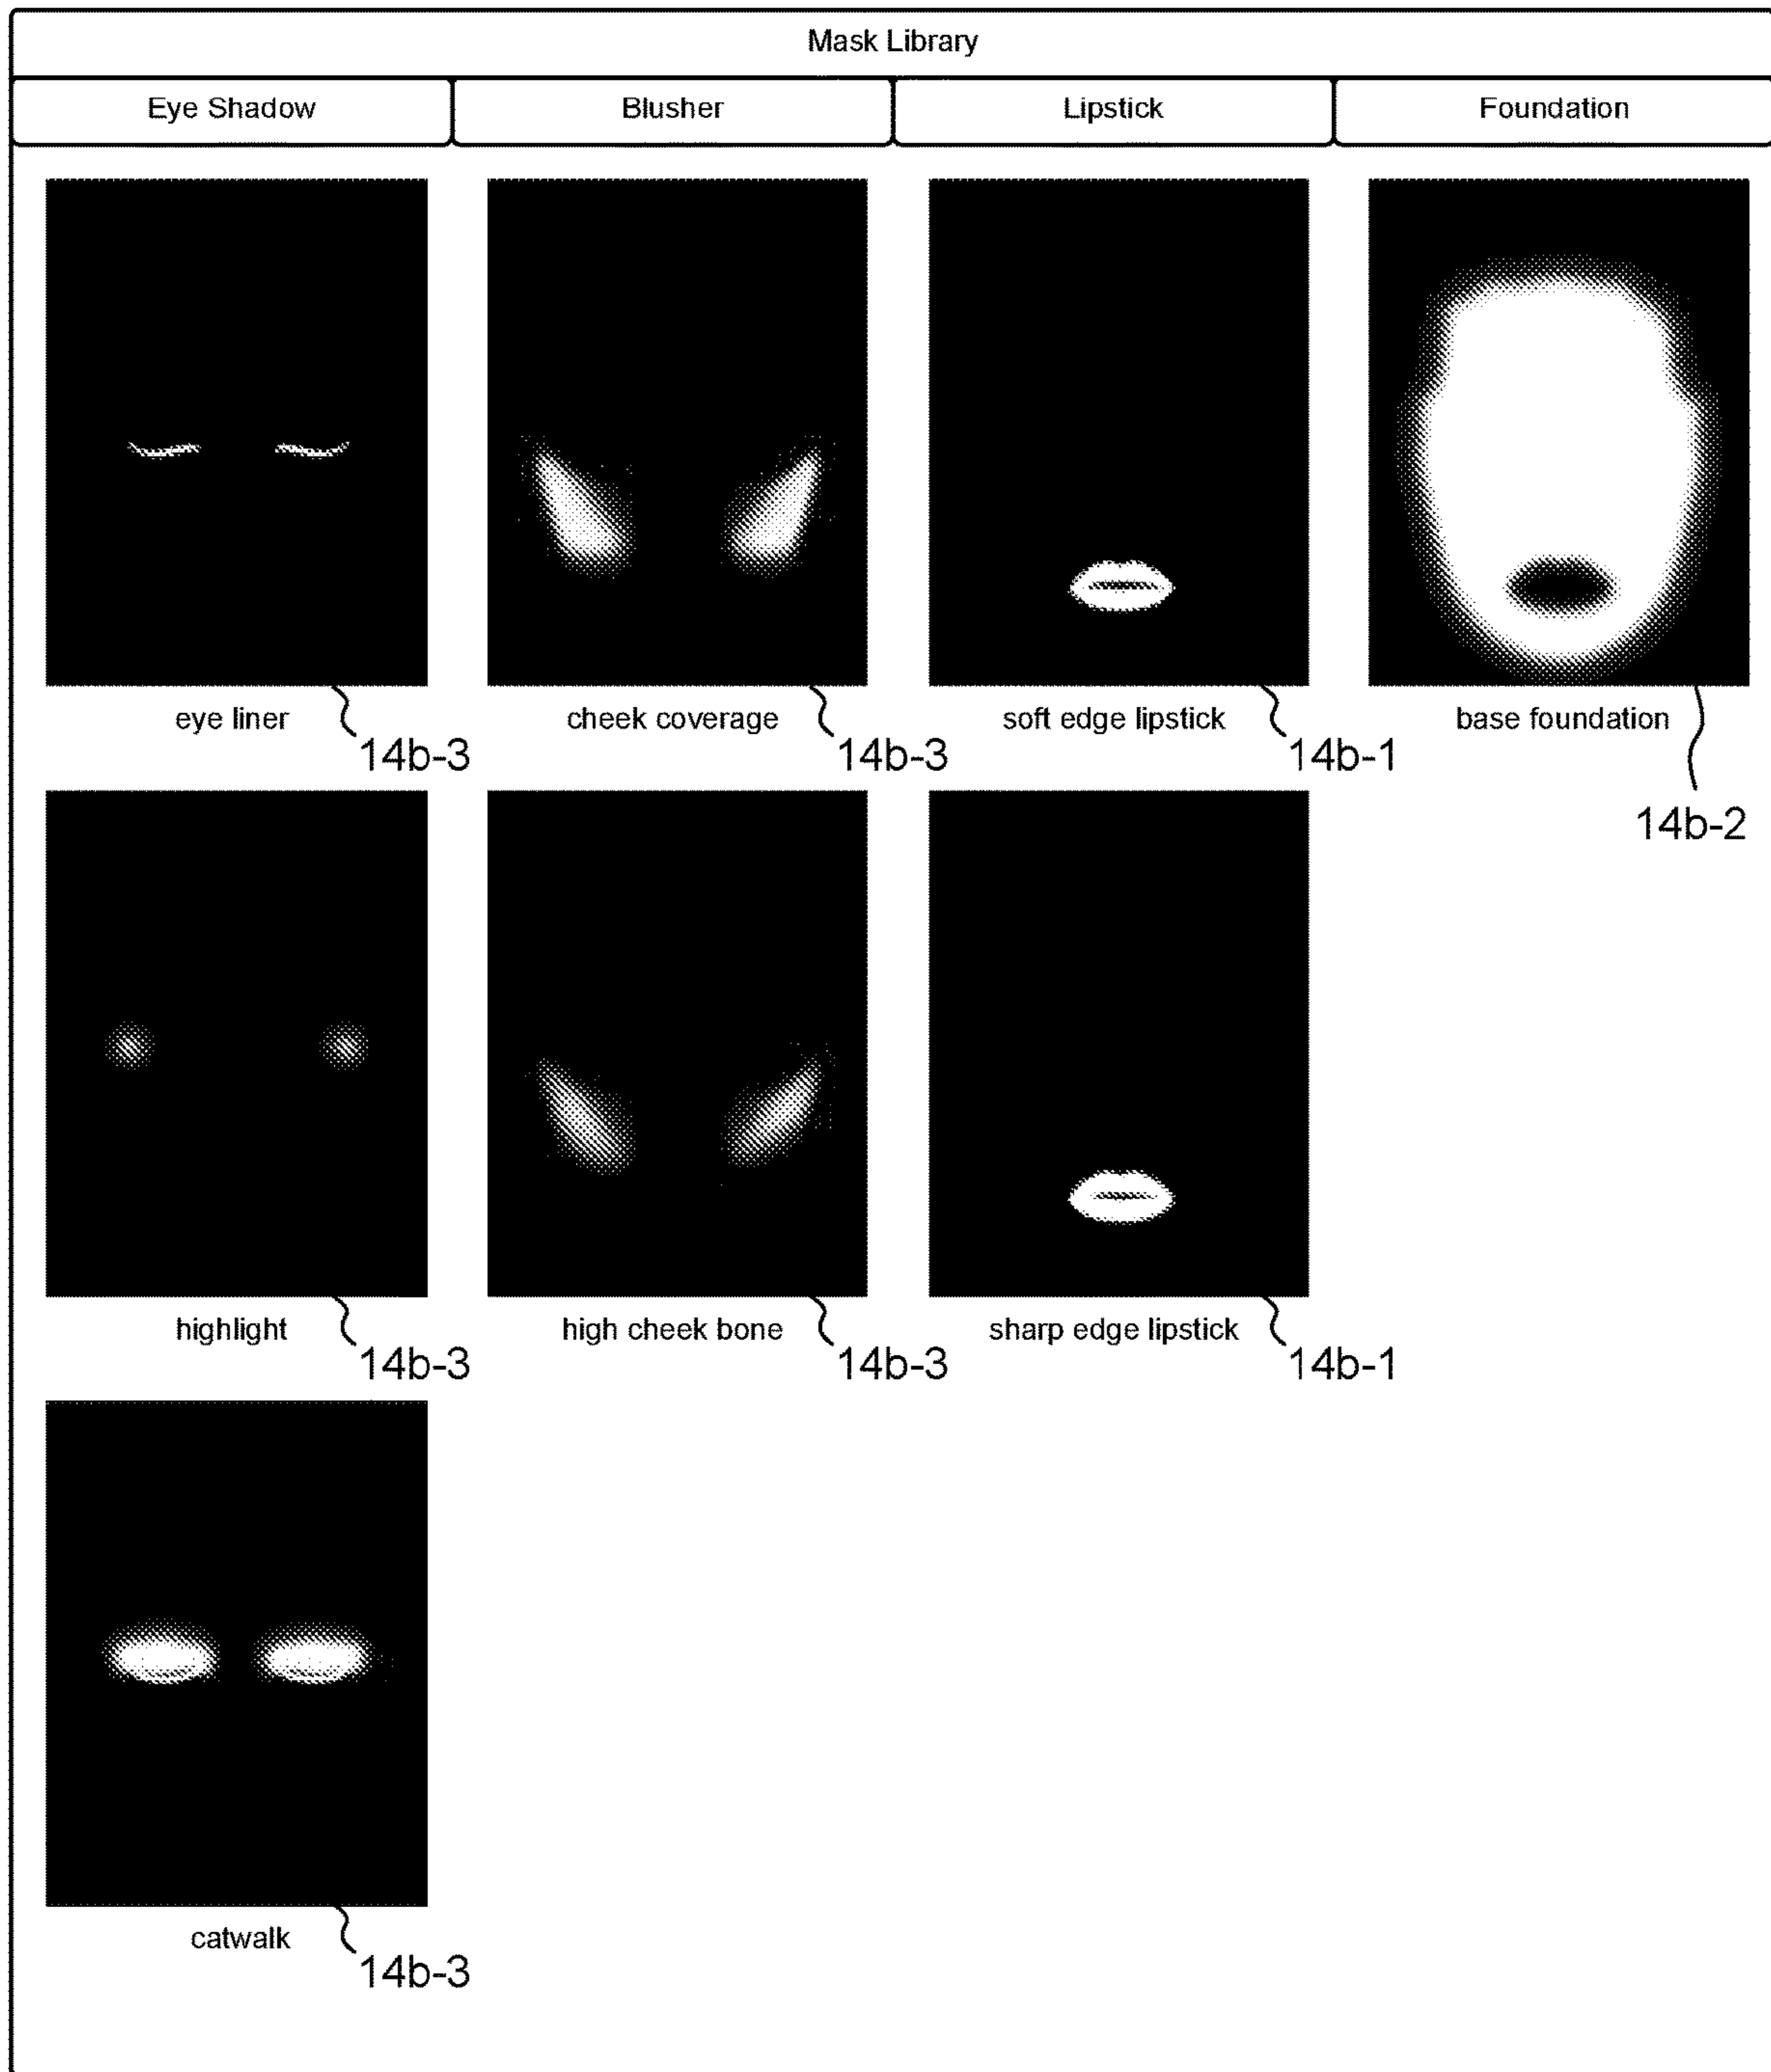 Mask Library
Eye Shadow Blusher Lipstick Foundation
eye liner cheek coverage soft edge lipstick base foundation
14b-3 14b-3 14b-1
14b-2
highlight high cheek bone sharp edge lipstick
14b-3 14b-3 14b-1
catwalk
14b-3